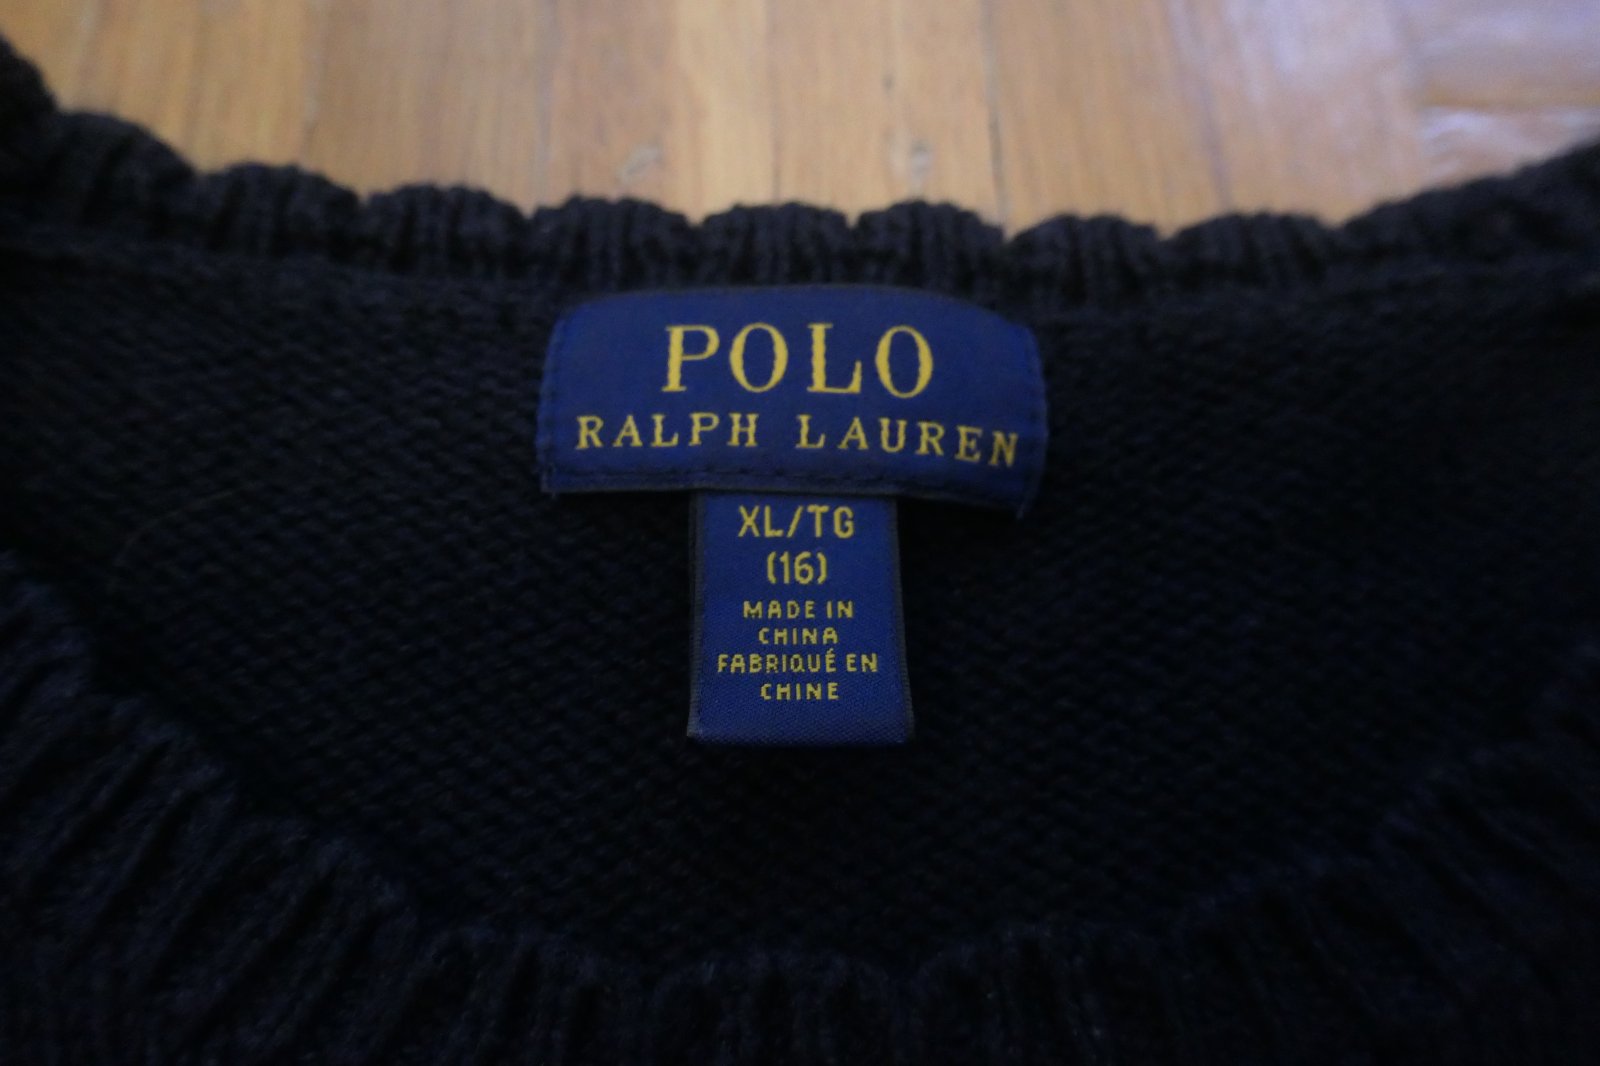 POLO
RALPH LAUREN
XL/TG
(16)
MADE IN
CHINA
FABRIQUÉ EN
CHINE